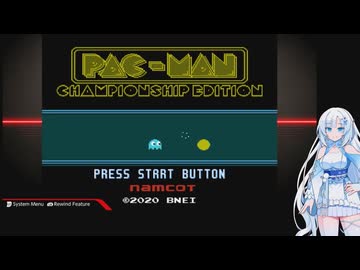 PAC-MAN
CHAMPIONSHIP EDITION
PRESS START BUTTON
namcot
©2020 BNEI
System Menu Rewind Feature